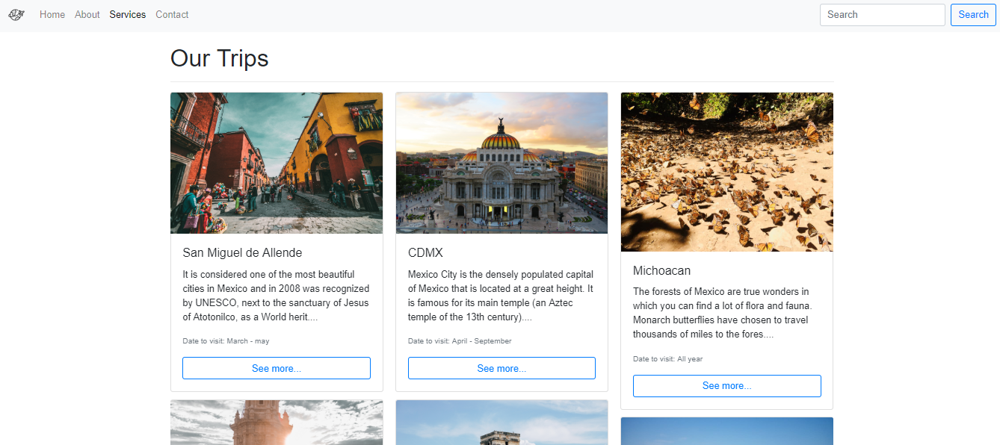 Home About Services Contact Search Search
Our Trips
San Miguel de Allende
It is considered one of the most beautiful
cities in Mexico and in 2008 was recognized
by UNESCO, next to the sanctuary of Jesus
of Atotonilco, as a World herit....
Date to visit: March - may
See more...
CDMX
Mexico City is the densely populated capital
of Mexico that is located at a great height. It
is famous for its main temple (an Aztec
temple of the 13th century)....
Date to visit: April - September
See more...
Michoacan
The forests of Mexico are true wonders in
which you can find a lot of flora and fauna.
Monarch butterflies have chosen to travel
thousands of miles to the fores....
Date to visit: All year
See more...